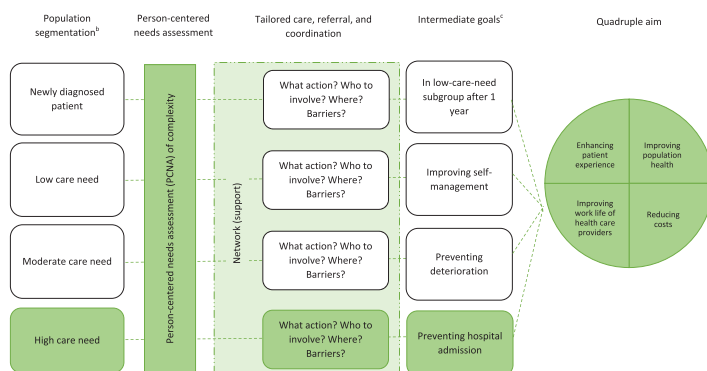 Population
segmentationᵇ
Person-centered
needs assessment
Tailored care, referral, and
coordination
Intermediate goalsᶜ
Quadruple aim
Newly diagnosed
patient
Low care need
Moderate care need
High care need
Person-centered needs assessment (PCNA) of complexity
Network (support)
What action? Who to
involve? Where?
Barriers?
What action? Who to
involve? Where?
Barriers?
What action? Who to
involve? Where?
Barriers?
What action? Who to
involve? Where?
Barriers?
In low-care-need
subgroup after 1
year
Improving self-
management
Preventing
deterioration
Preventing hospital
admission
Enhancing
patient
experience
Improving
population
health
Improving
work life of
health care
providers
Reducing
costs